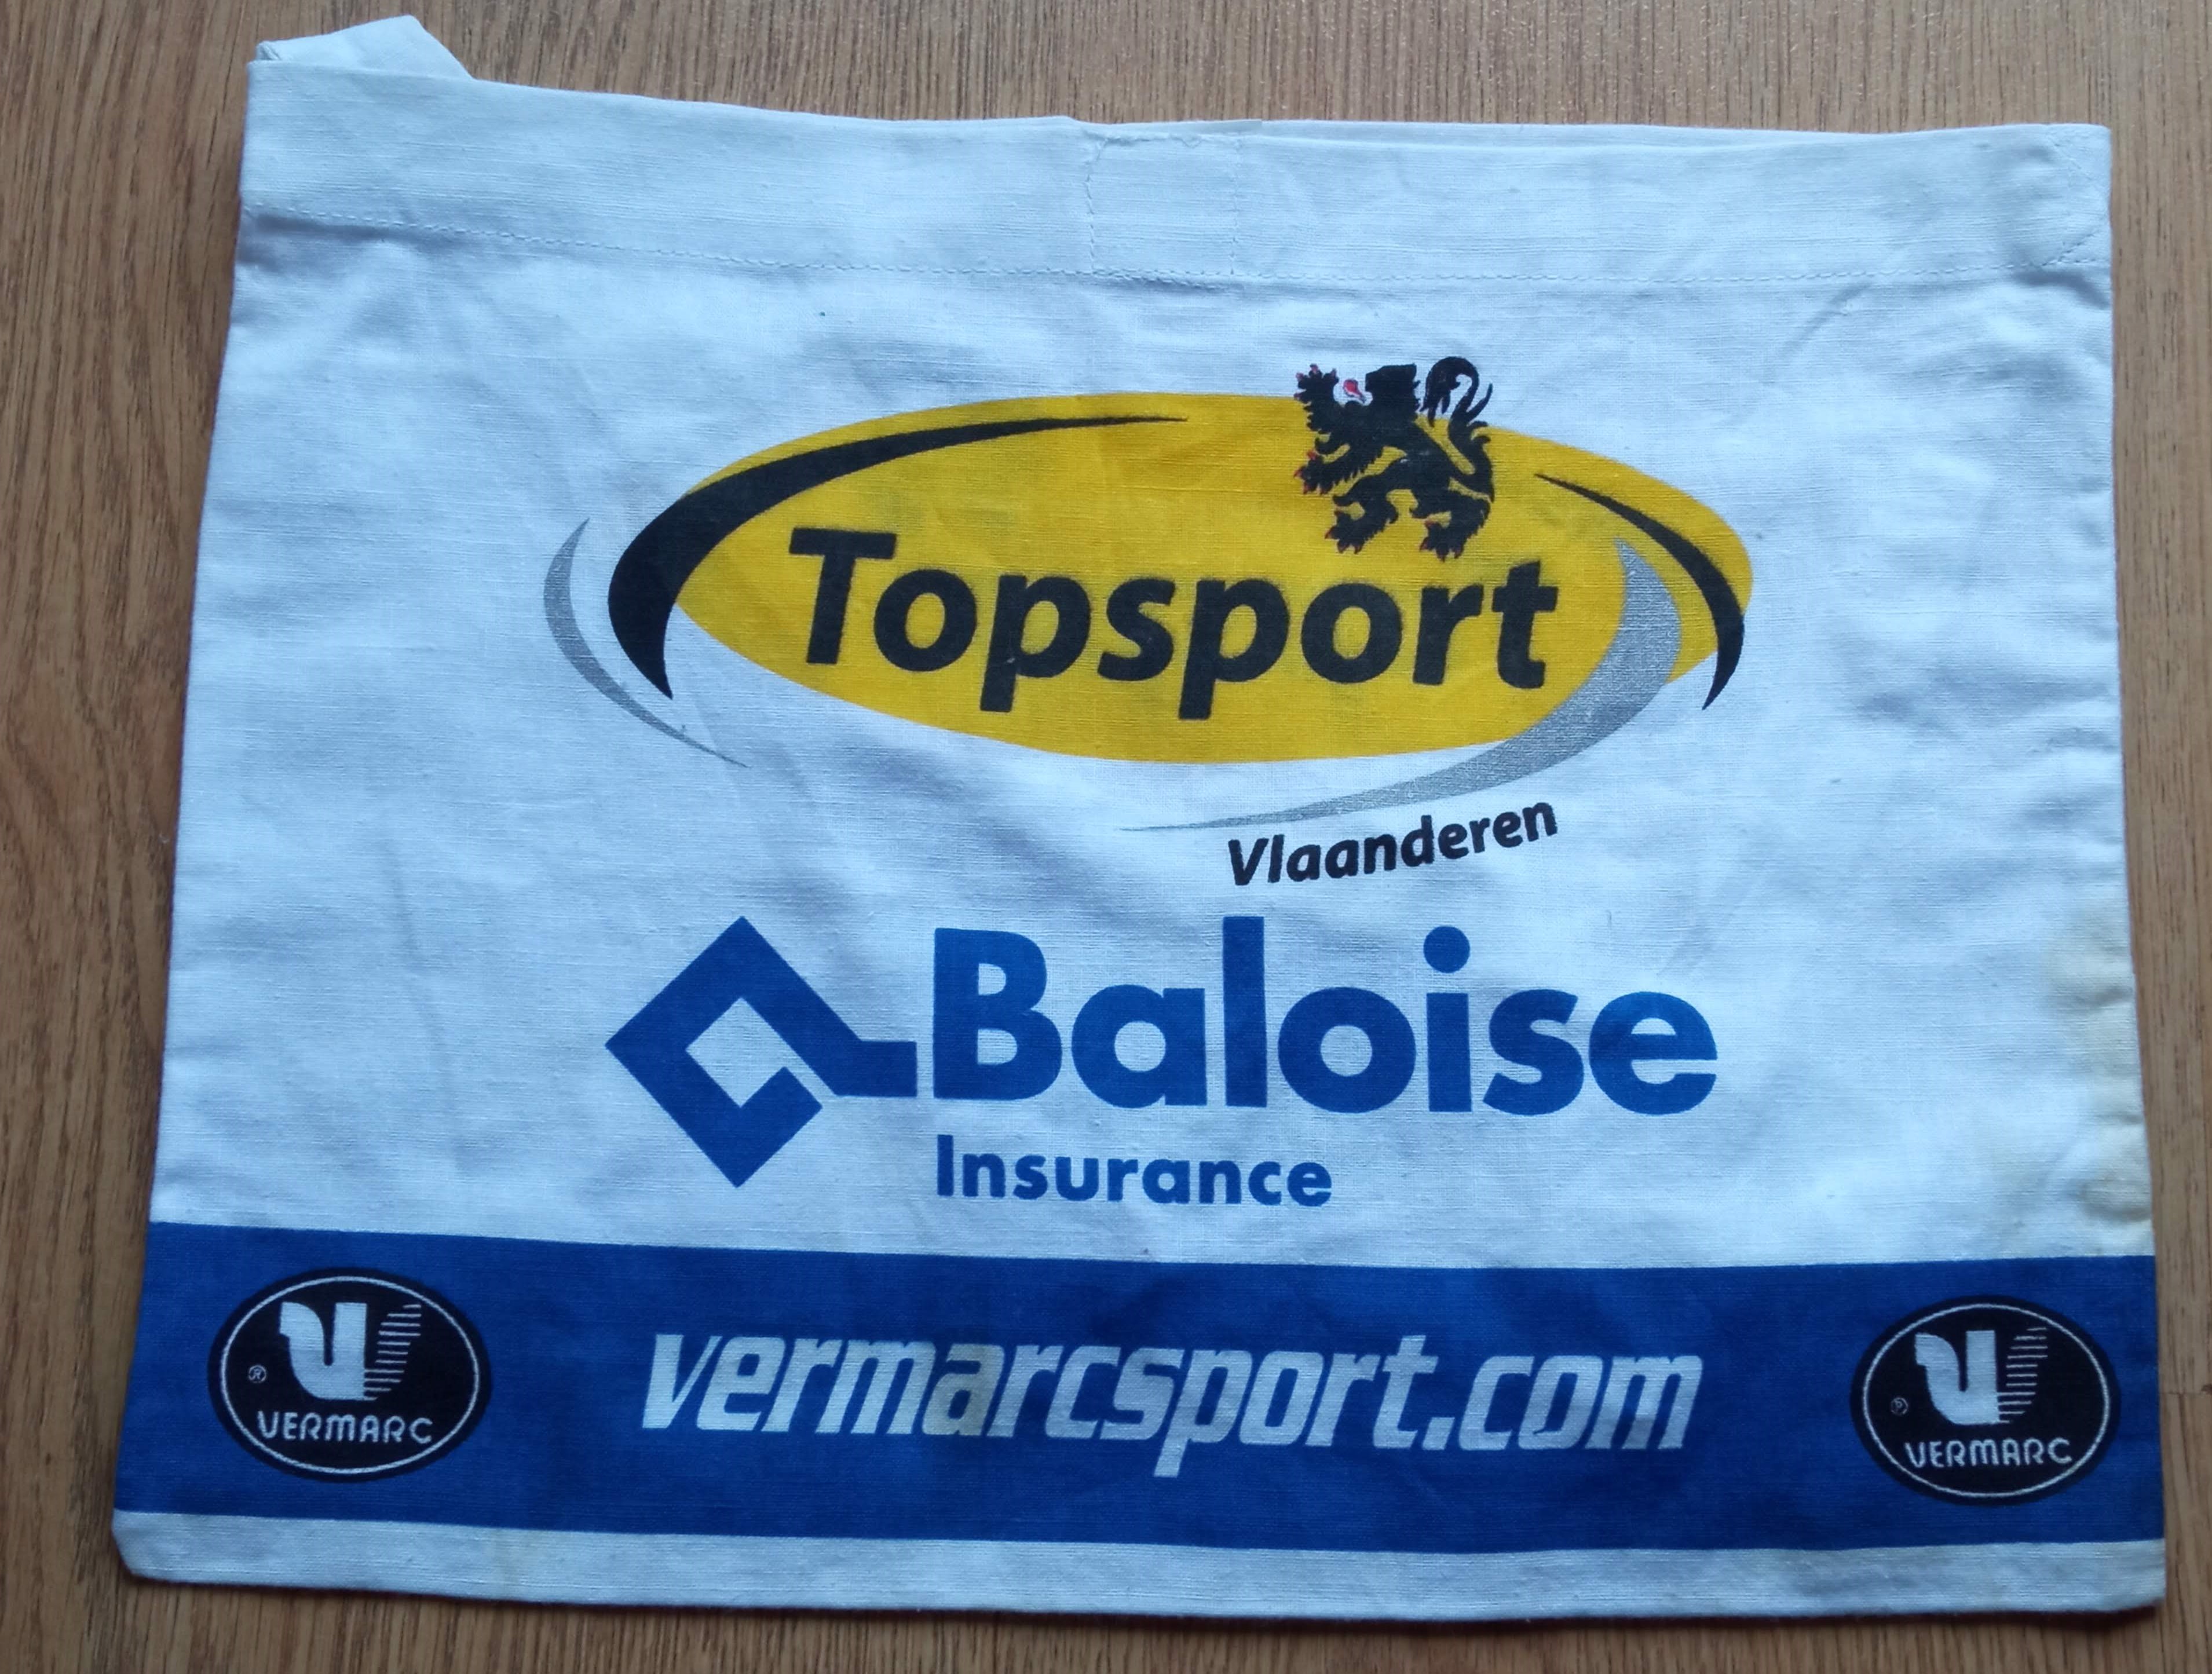 Topsport
Vlaanderen
Baloise
Insurance
® VERMARC
vermarcsport.com
® VERMARC